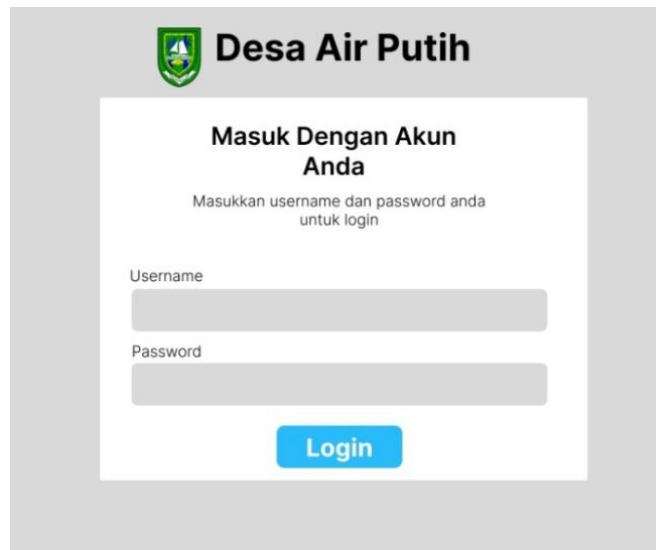 Desa Air Putih
Masuk Dengan Akun
Anda
Masukkan username dan password anda
untuk login
Username
Password
Login